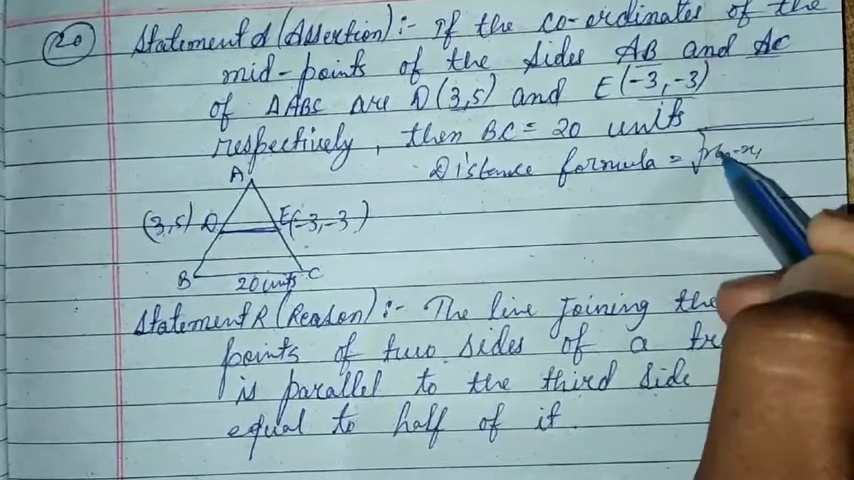 20 Statement A (Assertion):- If the co-ordinates of the
mid-points of the sides AB and AC
of ΔABC are D(3,5) and E(-3,-3)
respectively, then BC = 20 units
Distance formula = √
A
(3,5) D E(-3,-3)
B 20 units C
Statement R (Reason):- The line joining the
points of two sides of a
is parallel to the third side
equal to half of it.